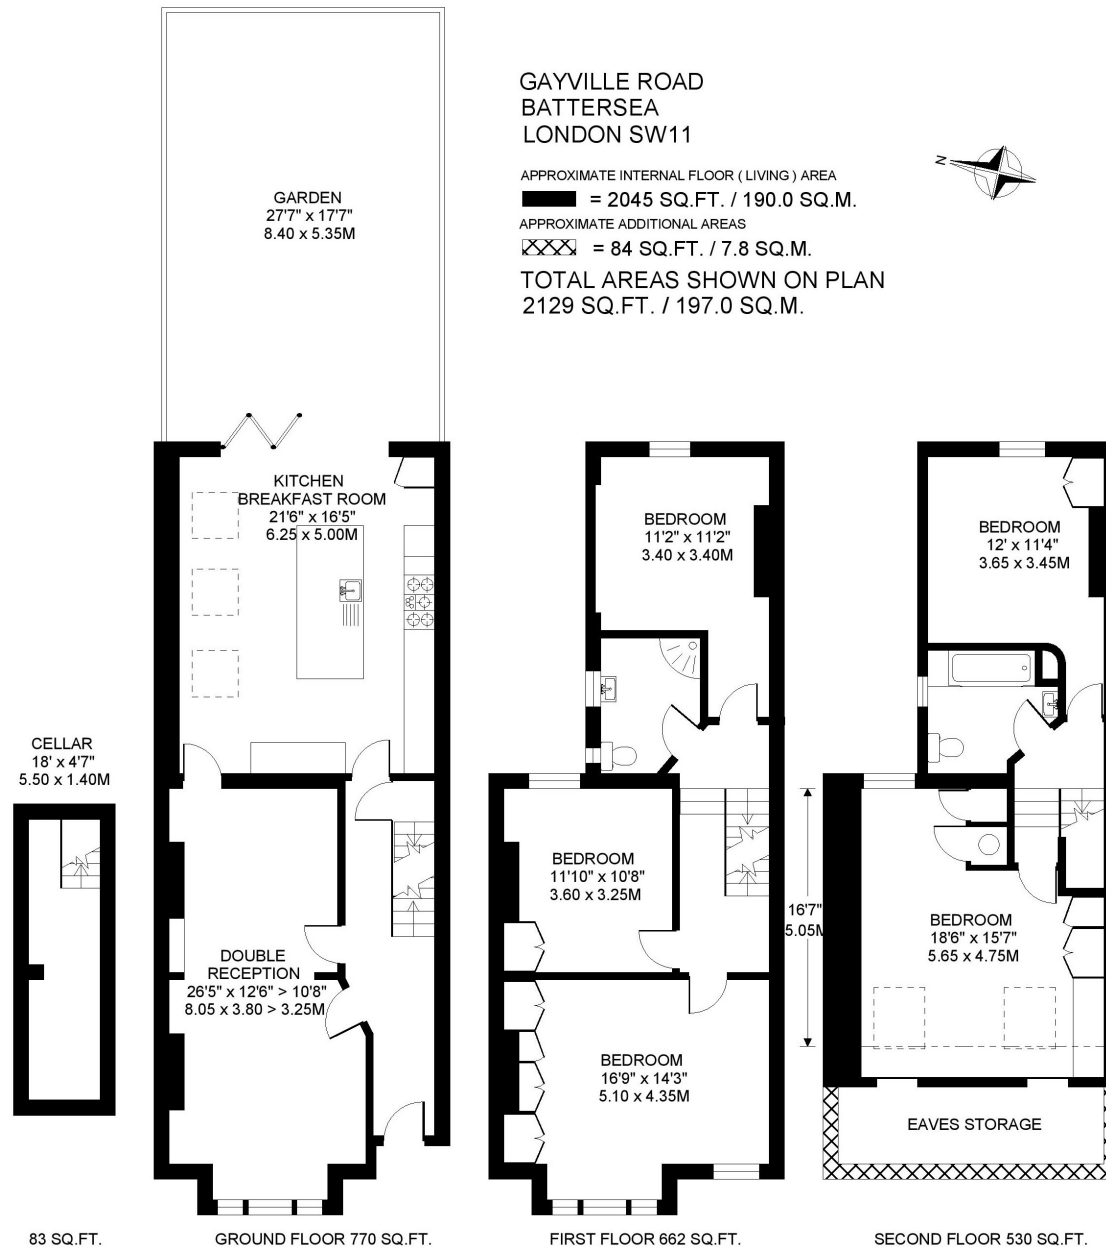 GAYVILLE ROAD
BATTERSEA
LONDON SW11
N
APPROXIMATE INTERNAL FLOOR ( LIVING ) AREA
= 2045 SQ.FT. / 190.0 SQ.M.
APPROXIMATE ADDITIONAL AREAS
= 84 SQ.FT. / 7.8 SQ.M.
TOTAL AREAS SHOWN ON PLAN
2129 SQ.FT. / 197.0 SQ.M.
GARDEN
27'7" x 17'7"
8.40 x 5.35M
KITCHEN
BREAKFAST ROOM
21'6" x 16'5"
6.25 x 5.00M
CELLAR
18' x 4'7"
5.50 x 1.40M
DOUBLE
RECEPTION
26'5" x 12'6" > 10'8"
8.05 x 3.80 > 3.25M
BEDROOM
11'2" x 11'2"
3.40 x 3.40M
BEDROOM
11'10" x 10'8"
3.60 x 3.25M
BEDROOM
16'9" x 14'3"
5.10 x 4.35M
BEDROOM
12' x 11'4"
3.65 x 3.45M
16'7"
5.05M
BEDROOM
18'6" x 15'7"
5.65 x 4.75M
EAVES STORAGE
83 SQ.FT.
GROUND FLOOR 770 SQ.FT.
FIRST FLOOR 662 SQ.FT.
SECOND FLOOR 530 SQ.FT.